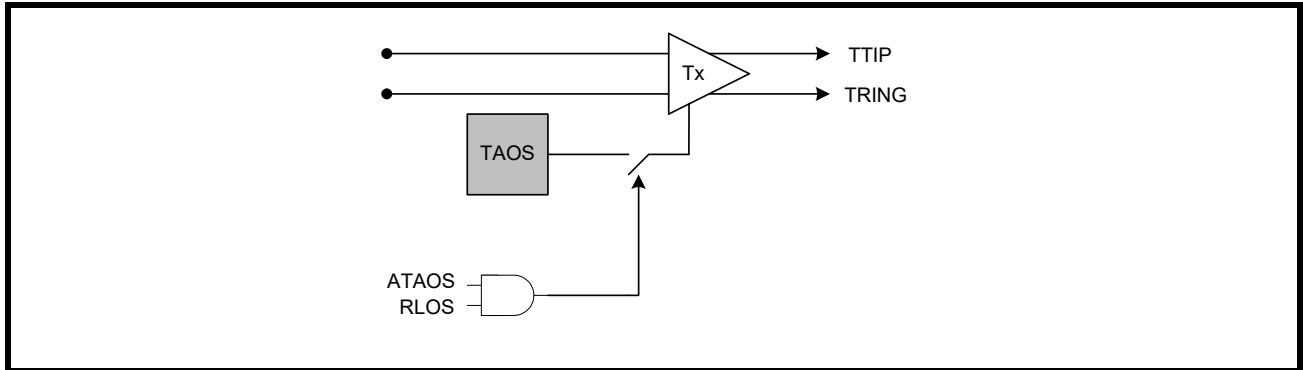 Tx
TTIP
TRING
TAOS
ATAOS
RLOS